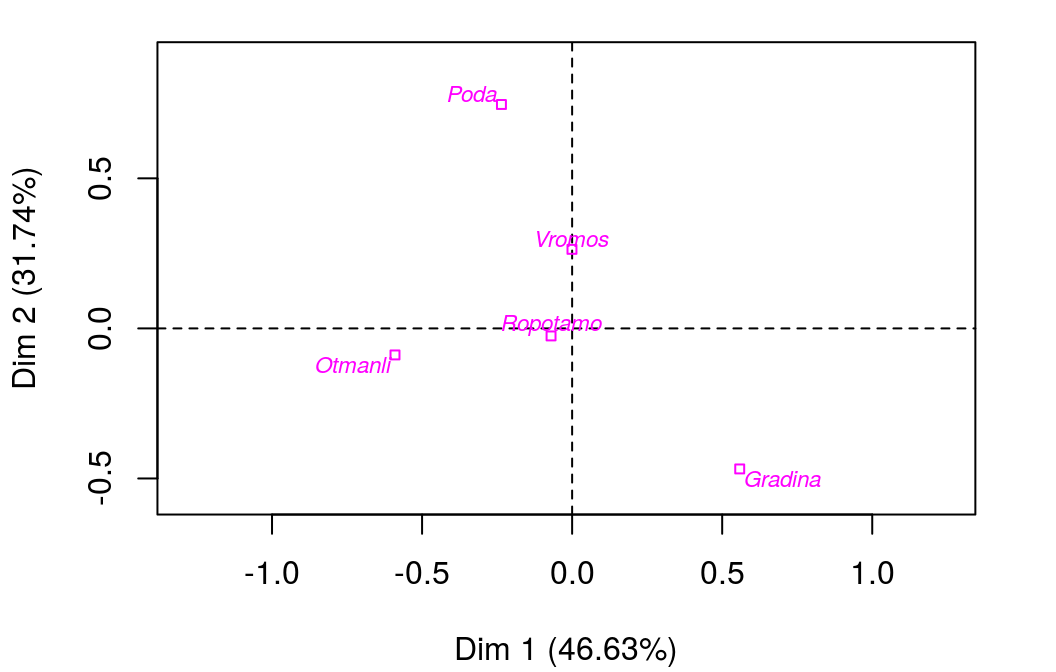 Poda
Vromos
Ropotamo
Otmanli
Gradina
0.5
0.0
-0.5
Dim 2 (31.74%)
-1.0 -0.5 0.0 0.5 1.0
Dim 1 (46.63%)